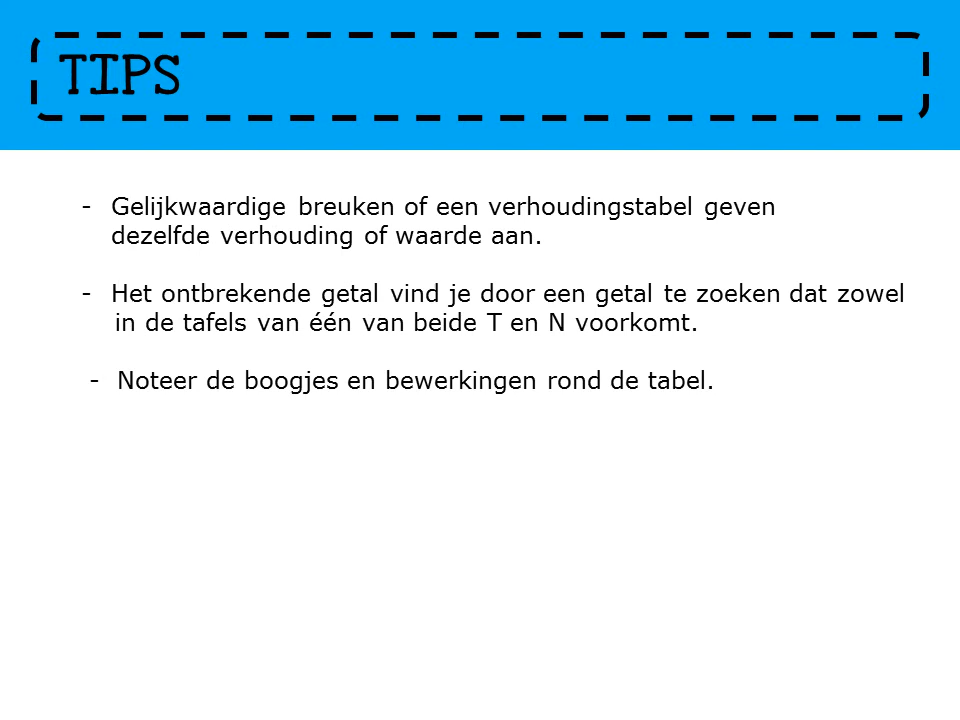 TIPS
- Gelijkwaardige breuken of een verhoudingstabel geven
dezelfde verhouding of waarde aan.
- Het ontbrekende getal vind je door een getal te zoeken dat zowel
in de tafels van één van beide T en N voorkomt.
- Noteer de boogjes en bewerkingen rond de tabel.